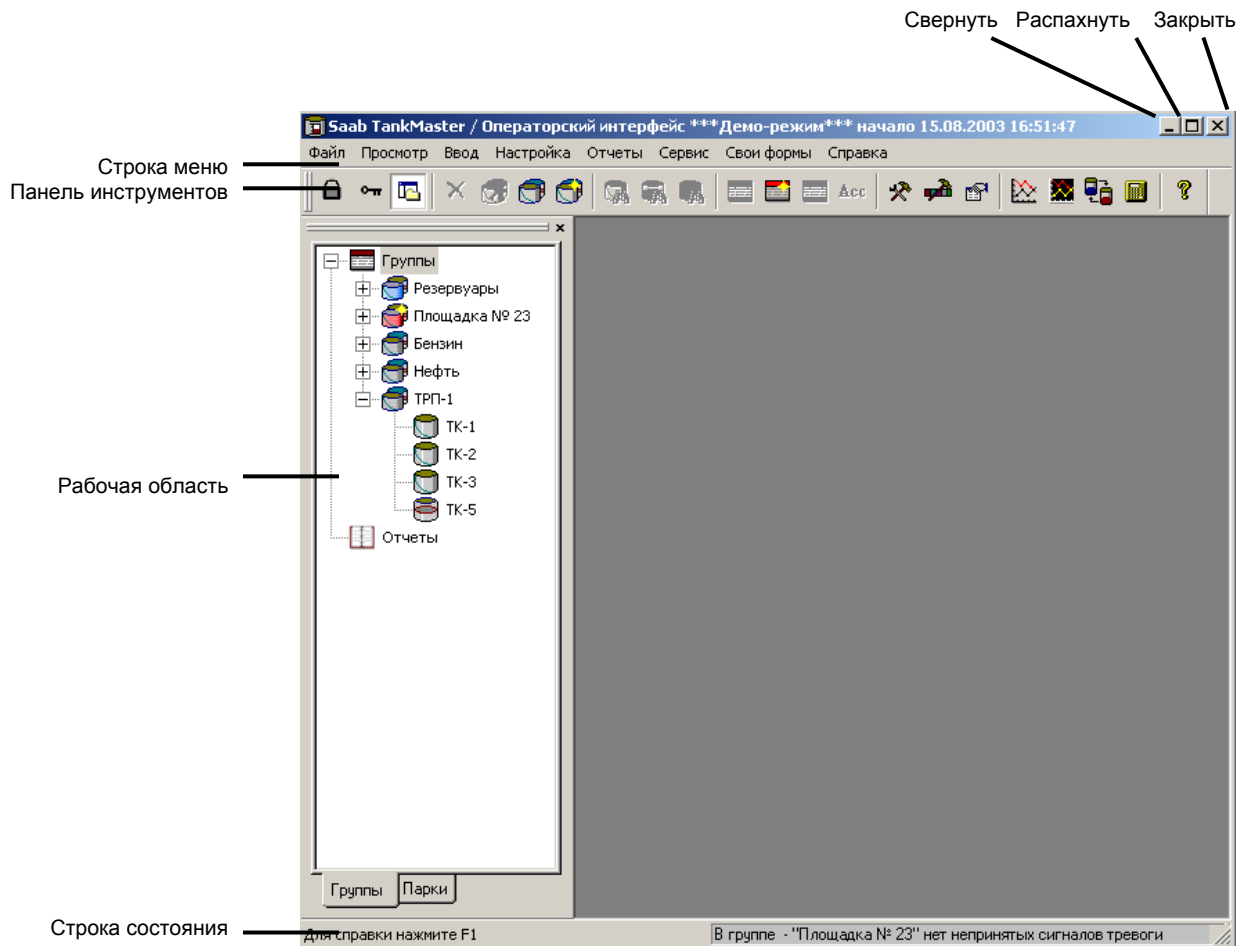 Свернуть Распахнуть Закрыть
Saab TankMaster / Операторский интерфейс ***Демо-режим*** начало 15.08.2003 16:51:47
Файл Просмотр Ввод Настройка Отчеты Сервис Свои формы Справка
Строка меню
Панель инструментов
Acc
Группы
Резервуары
Площадка № 23
Бензин
Нефть
ТРП-1
ТК-1
ТК-2
ТК-3
ТК-5
Отчеты
Рабочая область
Группы Парки
Строка состояния
Для справки нажмите F1
В группе - "Площадка № 23" нет непринятых сигналов тревоги